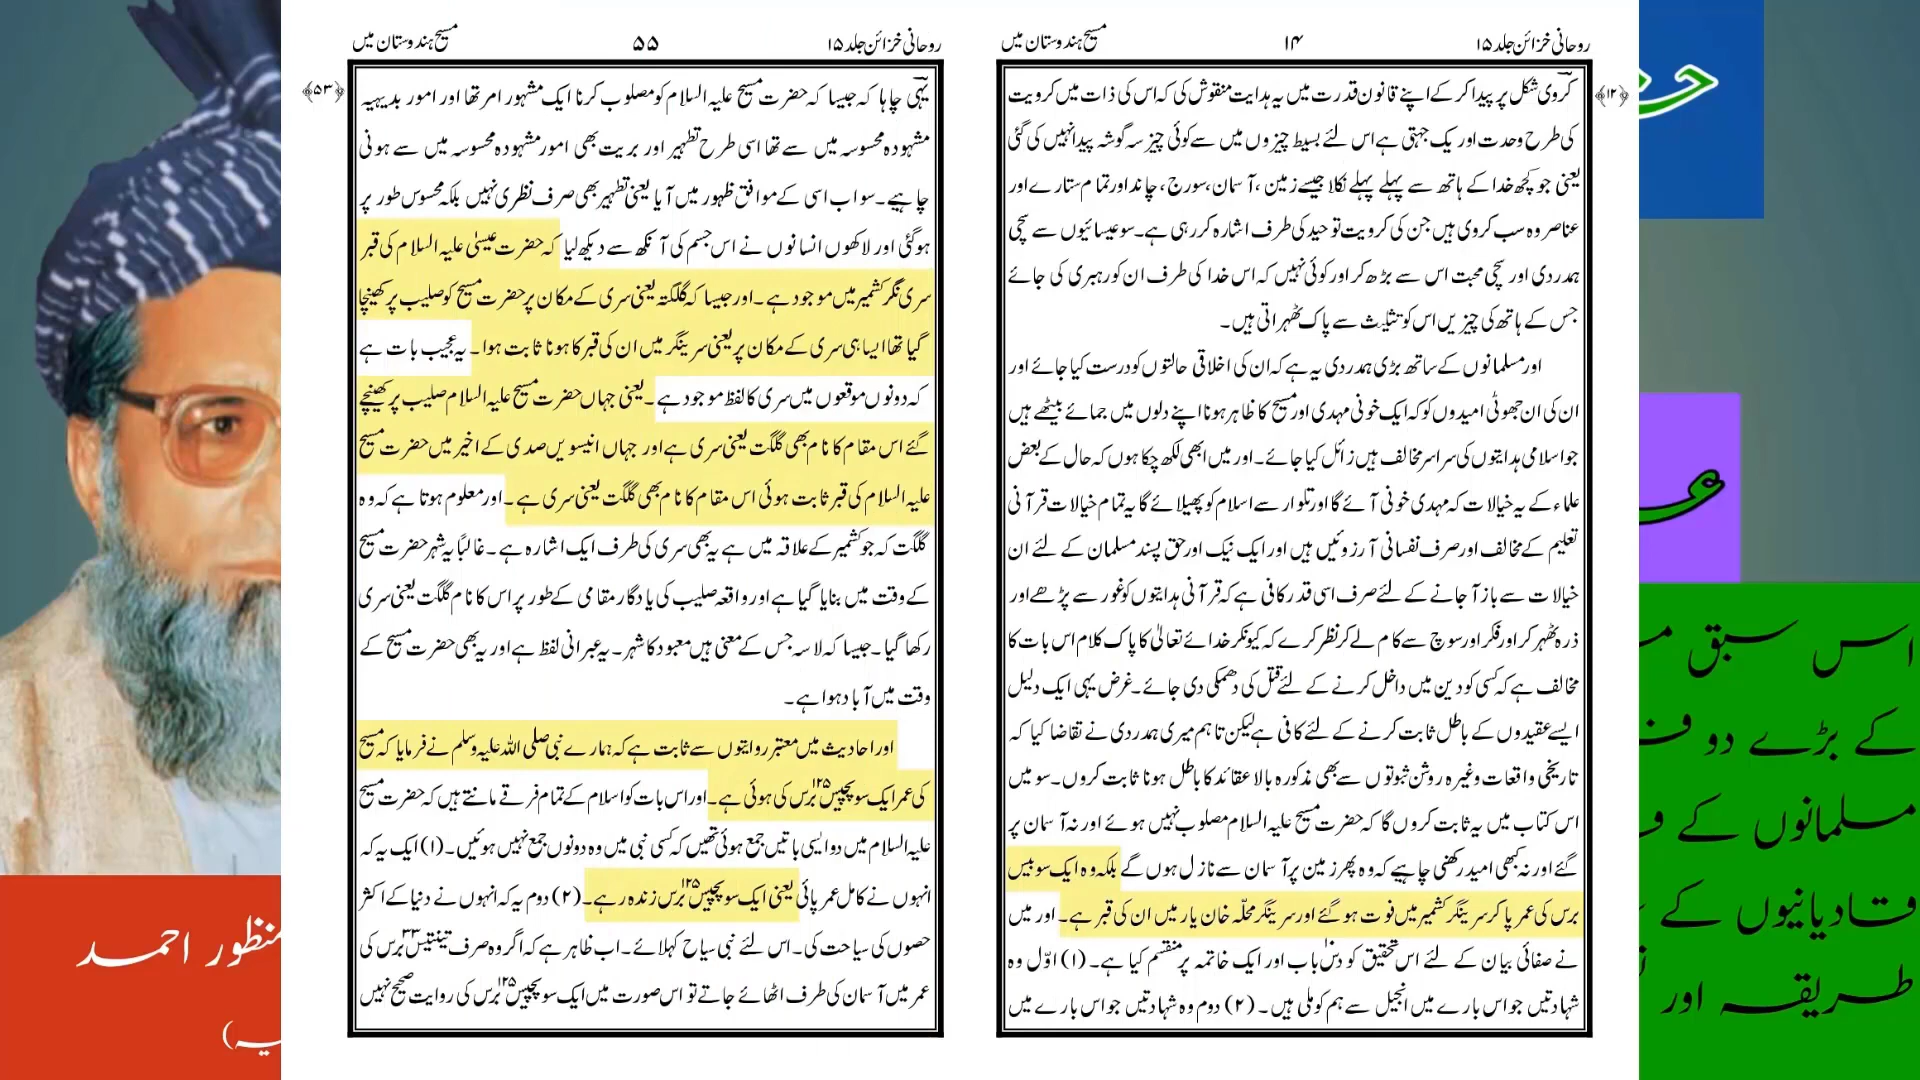 روحانی خزائن جلد ۱۵
۱۴
مسیح ہندوستان میں
﴿۱۲﴾
کروی شکل پر پیدا کر کے اپنے قانون قدرت میں یہ ہدایت منقوش کی کہ اس کی ذات میں کرویت
کی طرح وحدت اور یک جہتی ہے اس لئے بسیط چیزوں میں سے کوئی چیز سہ گوشہ پیدا نہیں کی گئی
یعنی جو کچھ خدا کے ہاتھ سے پہلے پہلے نکلا جیسے زمین، آسمان، سورج، چاند اور تمام ستارے اور
عناصر وہ سب کروی ہیں جن کی کرویت توحید کی طرف اشارہ کر رہی ہے۔ سو عیسائیوں سے سچی
ہمدردی اور سچی محبت اس سے بڑھ کر اور کوئی نہیں کہ اس خدا کی طرف ان کو رہبری کی جائے
جس کے ہاتھ کی چیزیں اس کو تثلیث سے پاک ٹھہراتی ہیں۔
اور مسلمانوں کے ساتھ بڑی ہمدردی یہ ہے کہ ان کی اخلاقی حالتوں کو درست کیا جائے اور
ان کی ان جھوٹی امیدوں کو کہ ایک خونی مہدی اور مسیح کا ظاہر ہونا اپنے دلوں میں جمائے بیٹھے ہیں
جو اسلامی ہدایتوں کی سراسر مخالف ہیں زائل کیا جائے۔ اور میں ابھی لکھ چکا ہوں کہ حال کے بعض
علماء کے یہ خیالات کہ مہدی خونی آئے گا اور تلوار سے اسلام کو پھیلائے گا یہ تمام خیالات قرآنی
تعلیم کے مخالف اور صرف نفسانی آرزوئیں ہیں اور ایک نیک اور حق پسند مسلمان کے لئے ان
خیالات سے باز آ جانے کے لئے صرف اسی قدر کافی ہے کہ قرآنی ہدایتوں کو غور سے پڑھے اور
ذرہ ٹھہر کر اور فکر اور سوچ سے کام لے کر نظر کرے کہ کیونکر خدائے تعالیٰ کا پاک کلام اس بات کا
مخالف ہے کہ کسی کو دین میں داخل کرنے کے لئے قتل کی دھمکی دی جائے۔ غرض یہی ایک دلیل
ایسے عقیدوں کے باطل ثابت کرنے کے لئے کافی ہے لیکن تاہم میری ہمدردی نے تقاضا کیا کہ
تاریخی واقعات وغیرہ روشن ثبوتوں سے بھی مذکورہ بالا عقائد کا باطل ہونا ثابت کروں۔ سو میں
اس کتاب میں یہ ثابت کروں گا کہ حضرت مسیح علیہ السلام مصلوب نہیں ہوئے اور نہ آسمان پر
گئے اور نہ کبھی امید رکھنی چاہیے کہ وہ پھر زمین پر آسمان سے نازل ہوں گے بلکہ وہ ایک سو بیس
برس کی عمر پا کر سرینگر کشمیر میں فوت ہو گئے اور سرینگر محلّہ خان یار میں ان کی قبر ہے۔ اور میں
نے صفائی بیان کے لئے اس تحقیق کو دس باب اور ایک خاتمہ پر منقسم کیا ہے۔ (۱) اوّل وہ
شہادتیں جو اس بارے میں انجیل سے ہم کو ملی ہیں۔ (۲) دوم وہ شہادتیں جو اس بارے میں
روحانی خزائن جلد ۱۵
۵۵
مسیح ہندوستان میں
﴿۵۳﴾
یہی چاہا کہ جیسا کہ حضرت مسیح علیہ السلام کو مصلوب کرنا ایک مشہور امر تھا اور امور بدیہیہ
مشہودہ محسوسہ میں سے تھا اسی طرح تطہیر اور بریت بھی امور مشہودہ محسوسہ میں سے ہونی
چاہیے۔ سو اب اسی کے موافق ظہور میں آیا یعنی تطہیر بھی صرف نظری نہیں بلکہ محسوس طور پر
ہو گئی اور لاکھوں انسانوں نے اس جسم کی آنکھ سے دیکھ لیا کہ حضرت عیسیٰ علیہ السلام کی قبر
سری نگر کشمیر میں موجود ہے۔ اور جیسا کہ گلگتہ یعنی سری کے مکان پر حضرت مسیح کو صلیب پر کھینچا
گیا تھا ایسا ہی سری کے مکان پر یعنی سرینگر میں ان کی قبر کا ہونا ثابت ہوا۔ یہ عجیب بات ہے
کہ دونوں موقعوں میں سری کا لفظ موجود ہے۔ یعنی جہاں حضرت مسیح علیہ السلام صلیب پر کھینچے
گئے اس مقام کا نام بھی گلگت یعنی سری ہے اور جہاں انیسویں صدی کے اخیر میں حضرت مسیح
علیہ السلام کی قبر ثابت ہوئی اس مقام کا نام بھی گلگت یعنی سری ہے۔ اور معلوم ہوتا ہے کہ وہ
گلگت کہ جو کشمیر کے علاقہ میں ہے یہ بھی سری کی طرف ایک اشارہ ہے۔ غالبًا یہ شہر حضرت مسیح
کے وقت میں بنایا گیا ہے اور واقعہ صلیب کی یادگار مقامی کے طور پر اس کا نام گلگت یعنی سری
رکھا گیا۔ جیسا کہ لاسہ جس کے معنی ہیں معبود کا شہر۔ یہ عبرانی لفظ ہے اور یہ بھی حضرت مسیح کے
وقت میں آباد ہوا ہے۔
اور احادیث میں معتبر روایتوں سے ثابت ہے کہ ہمارے نبی صلی اللہ علیہ وسلم نے فرمایا کہ مسیح
کی عمر ایک سو پچیس ۱۲۵ برس کی ہوئی ہے۔ اور اس بات کو اسلام کے تمام فرقے مانتے ہیں کہ حضرت مسیح
علیہ السلام میں دو ایسی باتیں جمع ہوئی تھیں کہ کسی نبی میں وہ دونوں جمع نہیں ہوئیں۔ (۱) ایک یہ کہ
انہوں نے کامل عمر پائی یعنی ایک سو پچیس ۱۲۵ برس زندہ رہے۔ (۲) دوم یہ کہ انہوں نے دنیا کے اکثر
حصوں کی سیاحت کی۔ اس لئے نبی سیاح کہلائے۔ اب ظاہر ہے کہ اگر وہ صرف تینتیس ۳۳ برس کی
عمر میں آسمان کی طرف اٹھائے جاتے تو اس صورت میں ایک سو پچیس ۱۲۵ برس کی روایت صحیح نہیں
اس سبق
کے بڑے دو
مسلمانوں کے
قادیانیوں کے
طریقہ اور
منظور احمد